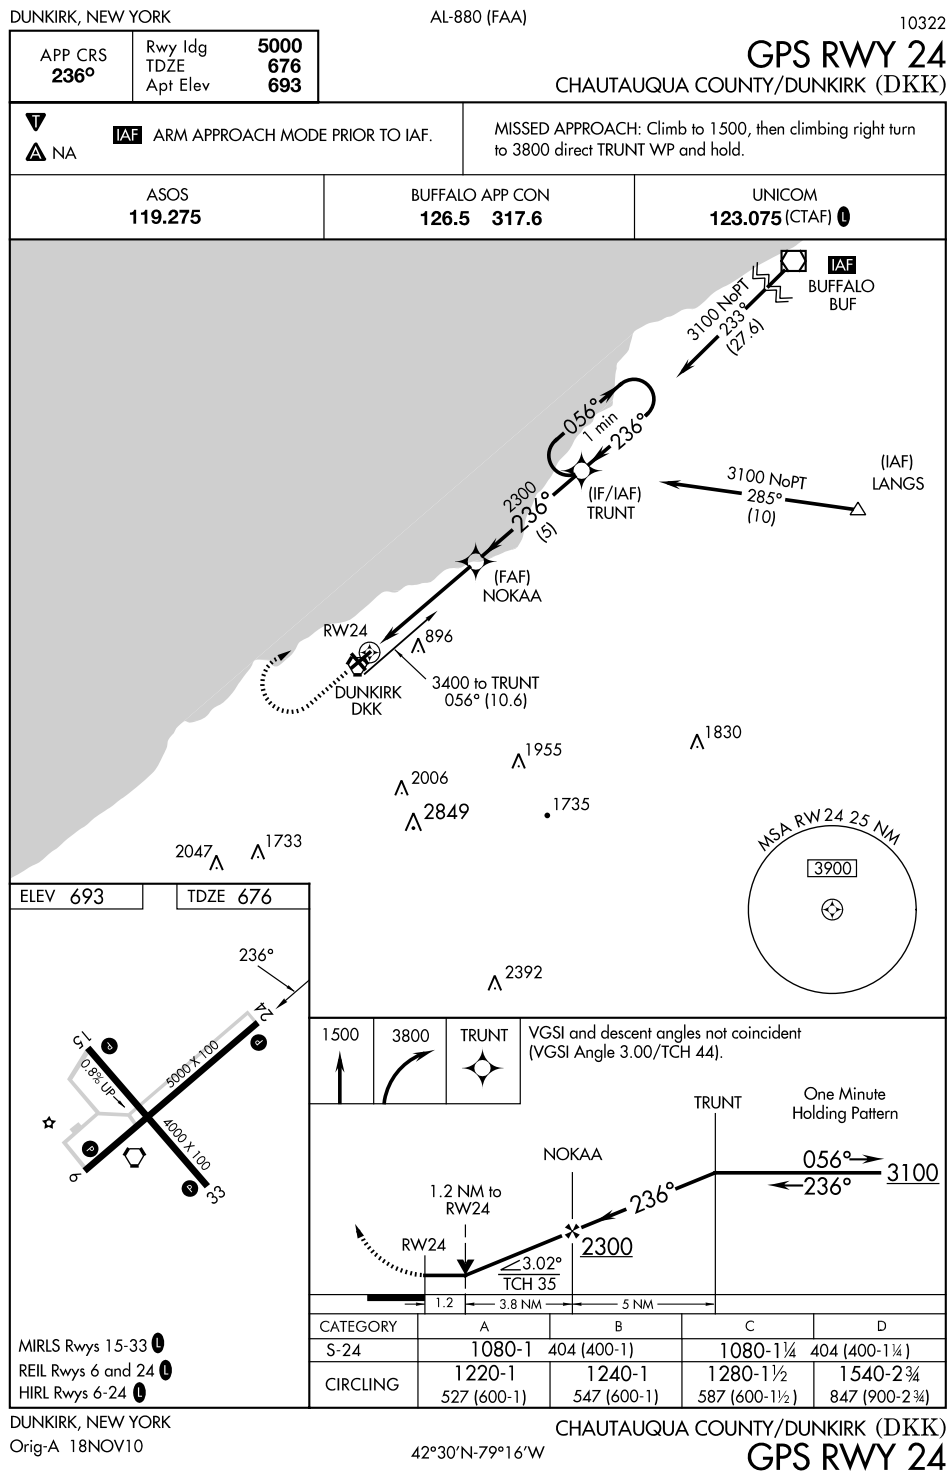 DUNKIRK, NEW YORK
AL-880 (FAA)
10322
APP CRS
236°
Rwy Idg 5000
TDZE 676
Apt Elev 693
GPS RWY 24
CHAUTAUQUA COUNTY/DUNKIRK (DKK)
T
A NA
IAF ARM APPROACH MODE PRIOR TO IAF.
MISSED APPROACH: Climb to 1500, then climbing right turn
to 3800 direct TRUNT WP and hold.
ASOS
119.275
BUFFALO APP CON
126.5 317.6
UNICOM
123.075 (CTAF) L
IAF
BUFFALO
BUF
3100 NoPT
233°
(27.6)
056°
1 min
236°
(IAF)
LANGS
3100 NoPT
285°
(10)
(IF/IAF)
TRUNT
2300
236°
(5)
(FAF)
NOKAA
RW24
896
DUNKIRK
DKK
3400 to TRUNT
056° (10.6)
1830
1955
2006
2849
1735
1733
2047
2392
MSA RW24 25 NM
3900
ELEV 693
TDZE 676
236°
24
15
P
P
0.8% UP
5000 X 100
4000 X 100
P
6
P
33
MIRLS Rwys 15-33 L
REIL Rwys 6 and 24 L
HIRL Rwys 6-24 L
1500
3800
TRUNT
VGSI and descent angles not coincident
(VGSI Angle 3.00/TCH 44).
TRUNT
One Minute
Holding Pattern
NOKAA
056°
236°
3100
1.2 NM to
RW24
236°
RW24
2300
3.02°
TCH 35
1.2
3.8 NM
5 NM
CATEGORY A B C D
S-24 1080-1 404 (400-1) 1080-1¼ 404 (400-1¼)
CIRCLING
1220-1 1240-1 1280-1½ 1540-2¾
527 (600-1) 547 (600-1) 587 (600-1½) 847 (900-2¾)
DUNKIRK, NEW YORK
Orig-A 18NOV10
42°30'N-79°16'W
CHAUTAUQUA COUNTY/DUNKIRK (DKK)
GPS RWY 24